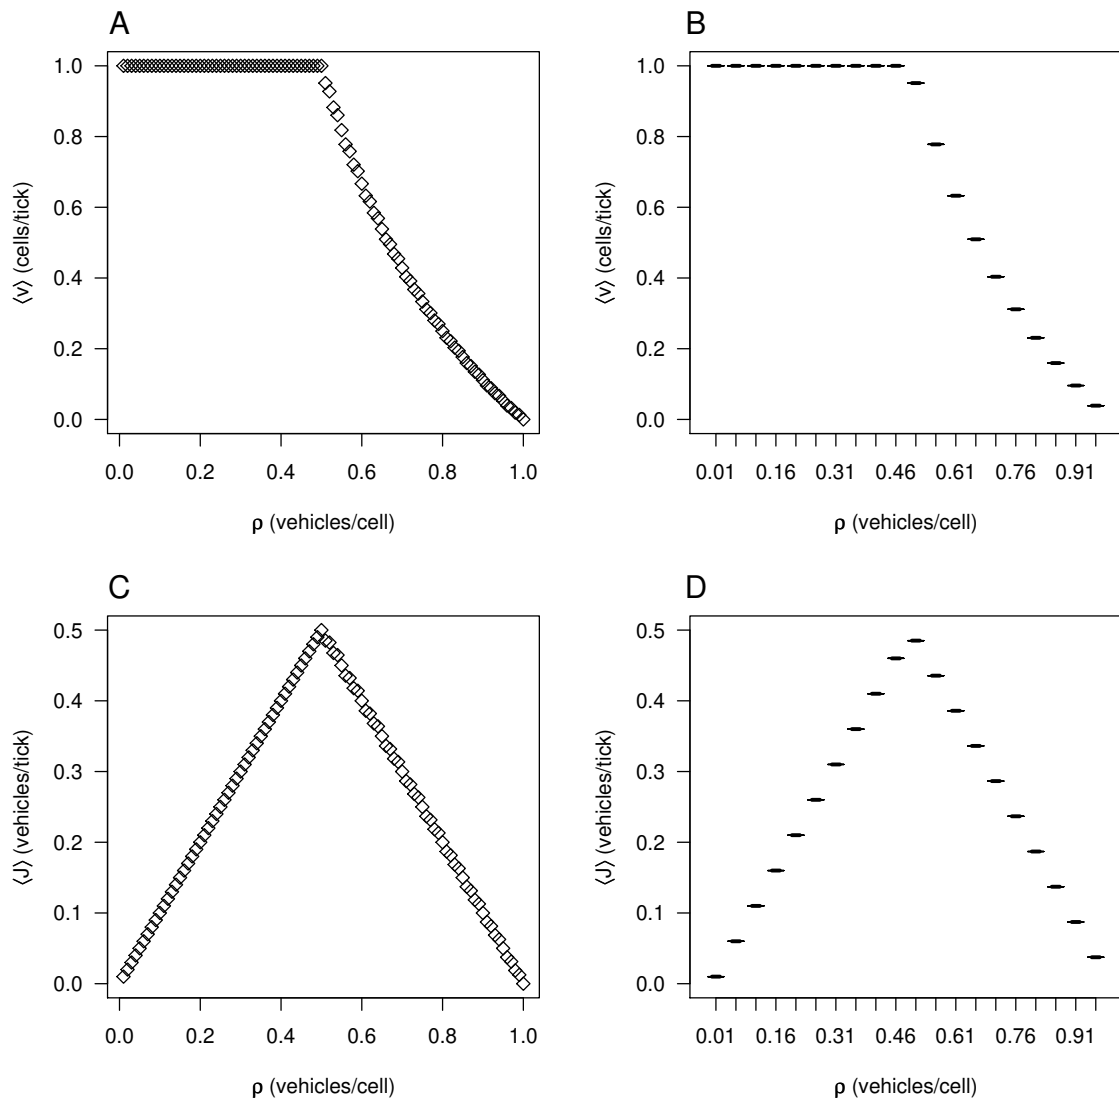 A
1.0
0.8
0.6
0.4
0.2
0.0
⟨v⟩ (cells/tick)
0.0 0.2 0.4 0.6 0.8 1.0
ρ (vehicles/cell)
B
1.0
0.8
0.6
0.4
0.2
0.0
⟨v⟩ (cells/tick)
0.01 0.16 0.31 0.46 0.61 0.76 0.91
ρ (vehicles/cell)
C
0.5
0.4
0.3
0.2
0.1
0.0
⟨J⟩ (vehicles/tick)
0.0 0.2 0.4 0.6 0.8 1.0
ρ (vehicles/cell)
D
0.5
0.4
0.3
0.2
0.1
0.0
⟨J⟩ (vehicles/tick)
0.01 0.16 0.31 0.46 0.61 0.76 0.91
ρ (vehicles/cell)